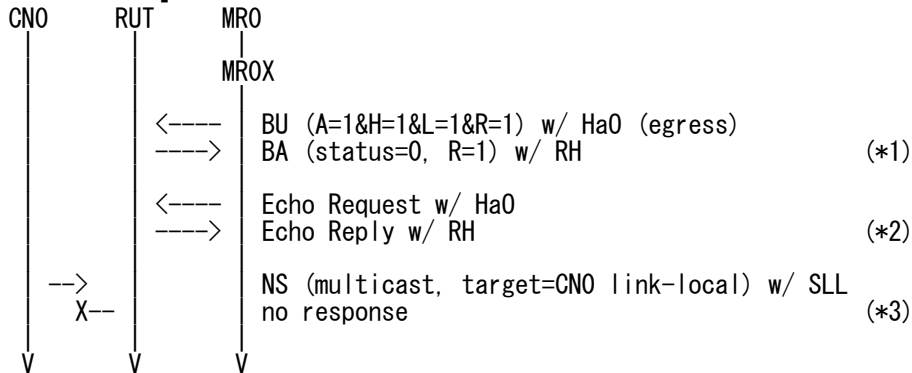 CN0 RUT MR0
MR0X
<---- BU (A=1&H=1&L=1&R=1) w/ HaO (egress)
----> BA (status=0, R=1) w/ RH (*1)
<---- Echo Request w/ HaO
----> Echo Reply w/ RH (*2)
--> NS (multicast, target=CN0 link-local) w/ SLL
X-- no response (*3)
V V V